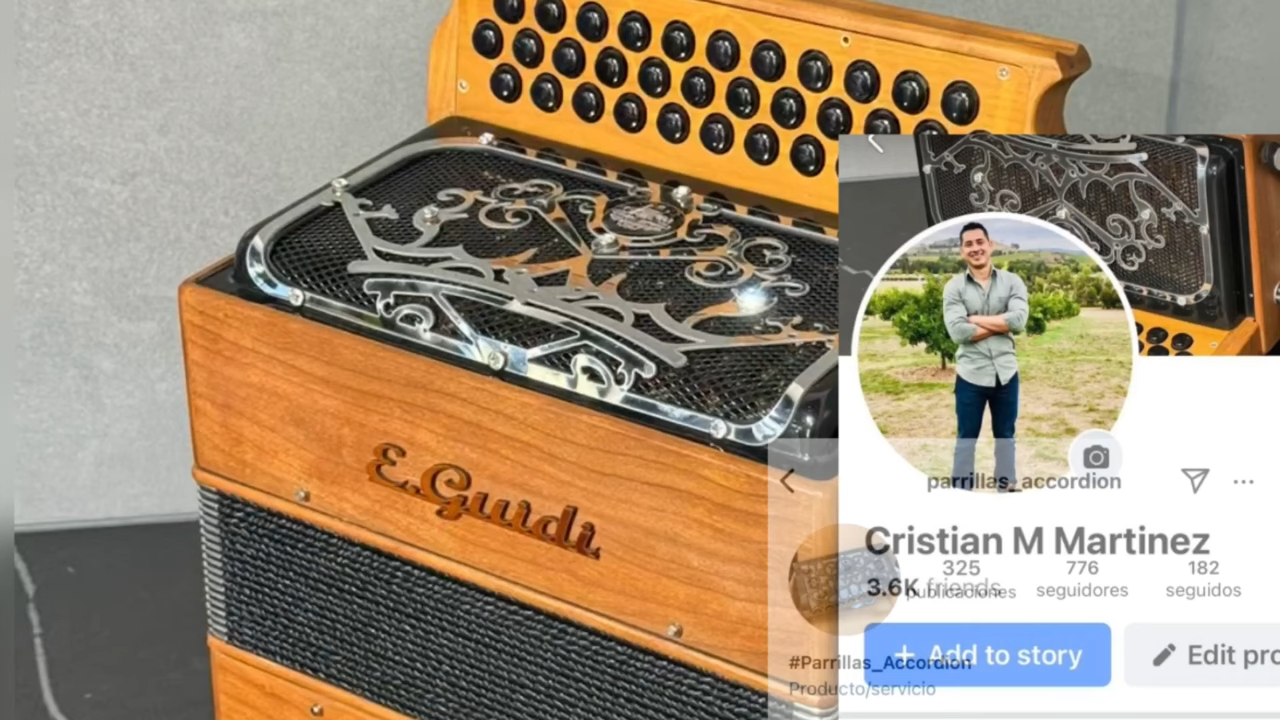 E.Guidi
parrillas_accordion
Cristian M Martinez
325
776
182
3.6K friends
publicaciones
seguidores
seguidos
+ Add to story
Edit pro
#Parrillas_Accordion
Producto/servicio